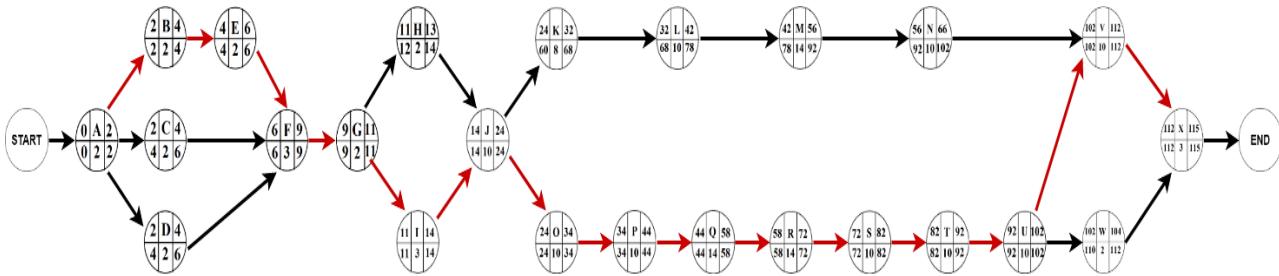 START
0 A 2
0 2 2
2 B 4
2 2 4
4 E 6
4 2 6
2 C 4
4 2 6
2 D 4
4 2 6
6 F 9
6 3 9
9 G 11
9 2 11
11 H 13
12 2 14
11 I 14
11 3 14
14 J 24
14 10 24
24 K 32
60 8 68
32 L 42
68 10 78
42 M 56
78 14 92
56 N 66
92 10 102
24 O 34
24 10 34
34 P 44
34 10 44
44 Q 58
44 14 58
58 R 72
58 14 72
72 S 82
72 10 82
82 T 92
82 10 92
92 U 102
92 10 102
102 V 112
102 10 112
102 W 104
110 2 112
112 X 115
112 3 115
END